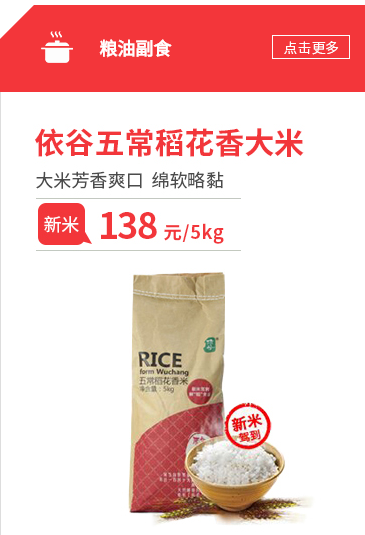 粮油副食
点击更多
依谷五常稻花香大米
大米芳香爽口 绵软略黏
新米 138 元/5kg
RICE
form Wuchang
五常稻花香米
净含量：5kg
新米
驾到